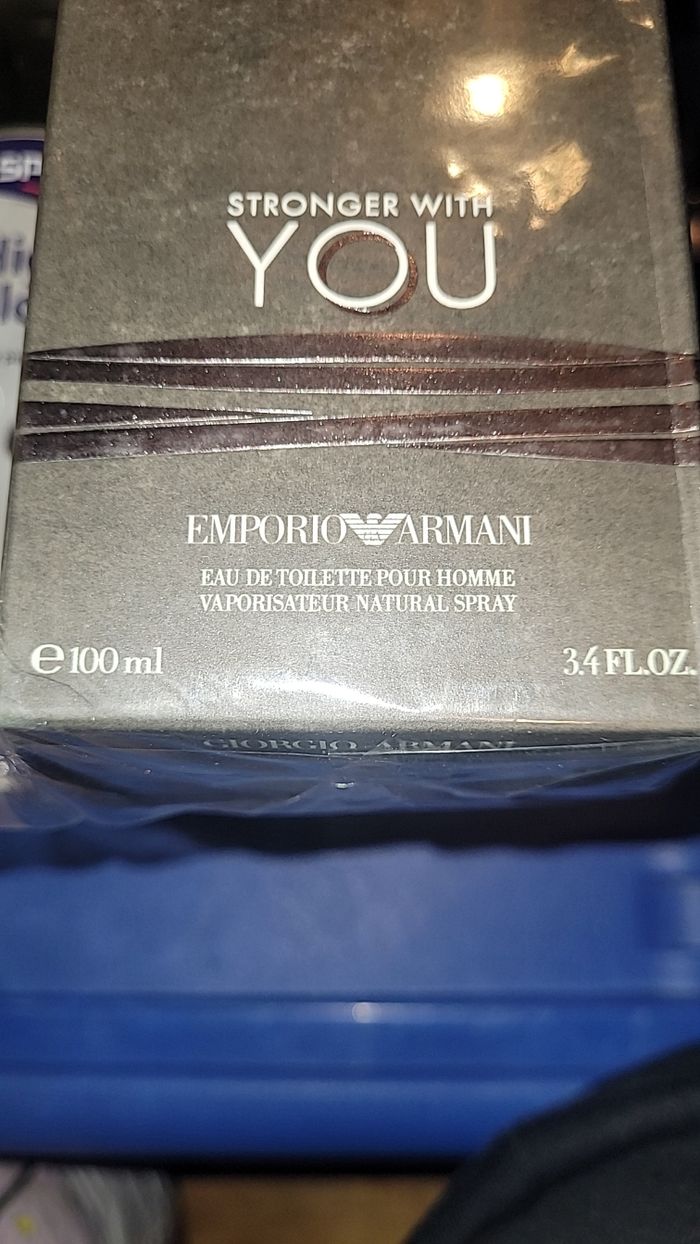 STRONGER WITH
YOU
EMPORIO ARMANI
EAU DE TOILETTE POUR HOMME
VAPORISATEUR NATURAL SPRAY
e100 ml 3.4 FL.OZ.
GIORGIO ARMANI